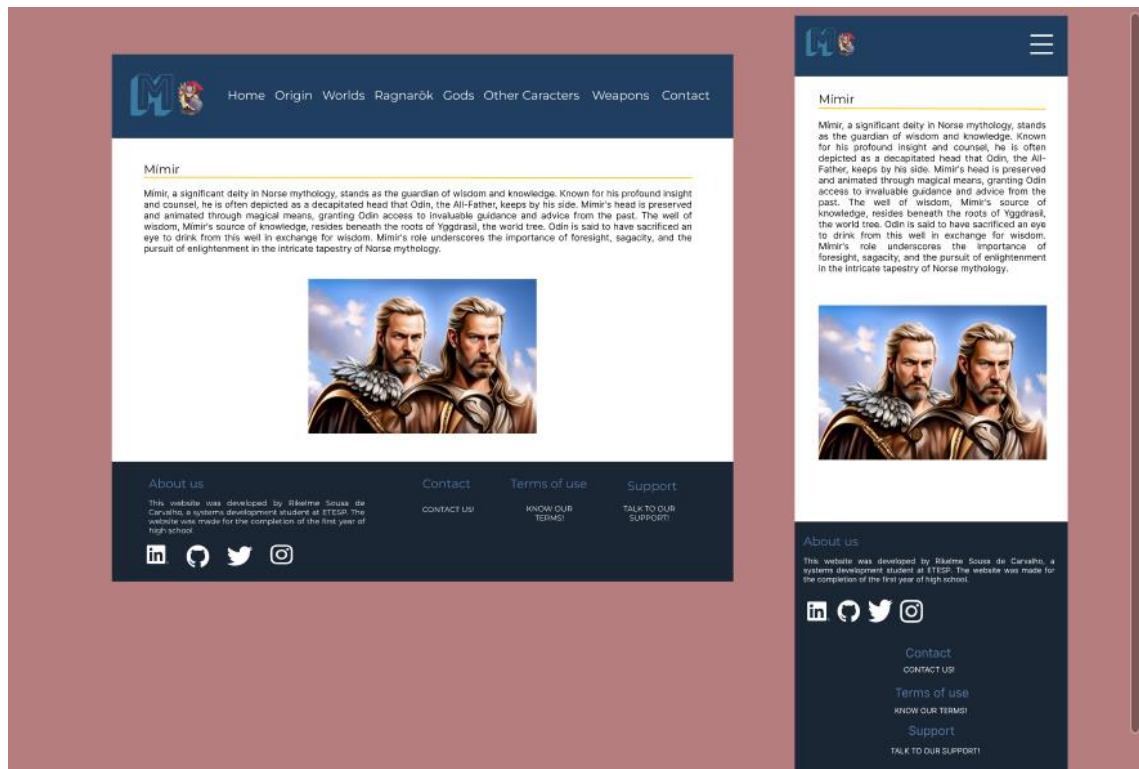 M
Home Origin Worlds Ragnarök Gods Other Caracters Weapons Contact
Mímir
Mímir, a significant deity in Norse mythology, stands as the guardian of wisdom and knowledge. Known for his profound insight
and counsel, he is often depicted as a decapitated head that Odin, the All-Father, keeps by his side. Mímir's head is preserved
and animated through magical means, granting Odin access to invaluable guidance and advice from the past. The well of
wisdom, Mímir's source of knowledge, resides beneath the roots of Yggdrasil, the world tree. Odin is said to have sacrificed an
eye to drink from this well in exchange for wisdom. Mímir's role underscores the importance of foresight, sagacity, and the
pursuit of enlightenment in the intricate tapestry of Norse mythology.
About us
This website was developed by Rikelme Sousa de
Carvalho, a systems development student at ETESP. The
website was made for the completion of the first year of
high school.
in
Contact
CONTACT US!
Terms of use
KNOW OUR
TERMS!
Support
TALK TO OUR
SUPPORT!
M
Mímir
Mímir, a significant deity in Norse mythology, stands
as the guardian of wisdom and knowledge. Known
for his profound insight and counsel, he is often
depicted as a decapitated head that Odin, the All-
Father, keeps by his side. Mímir's head is preserved
and animated through magical means, granting Odin
access to invaluable guidance and advice from the
past. The well of wisdom, Mímir's source of
knowledge, resides beneath the roots of Yggdrasil,
the world tree. Odin is said to have sacrificed an eye
to drink from this well in exchange for wisdom.
Mímir's role underscores the importance of
foresight, sagacity, and the pursuit of enlightenment
in the intricate tapestry of Norse mythology.
About us
This website was developed by Rikelme Sousa de Carvalho, a
systems development student at ETESP. The website was made for
the completion of the first year of high school.
in
Contact
CONTACT US!
Terms of use
KNOW OUR TERMS!
Support
TALK TO OUR SUPPORT!